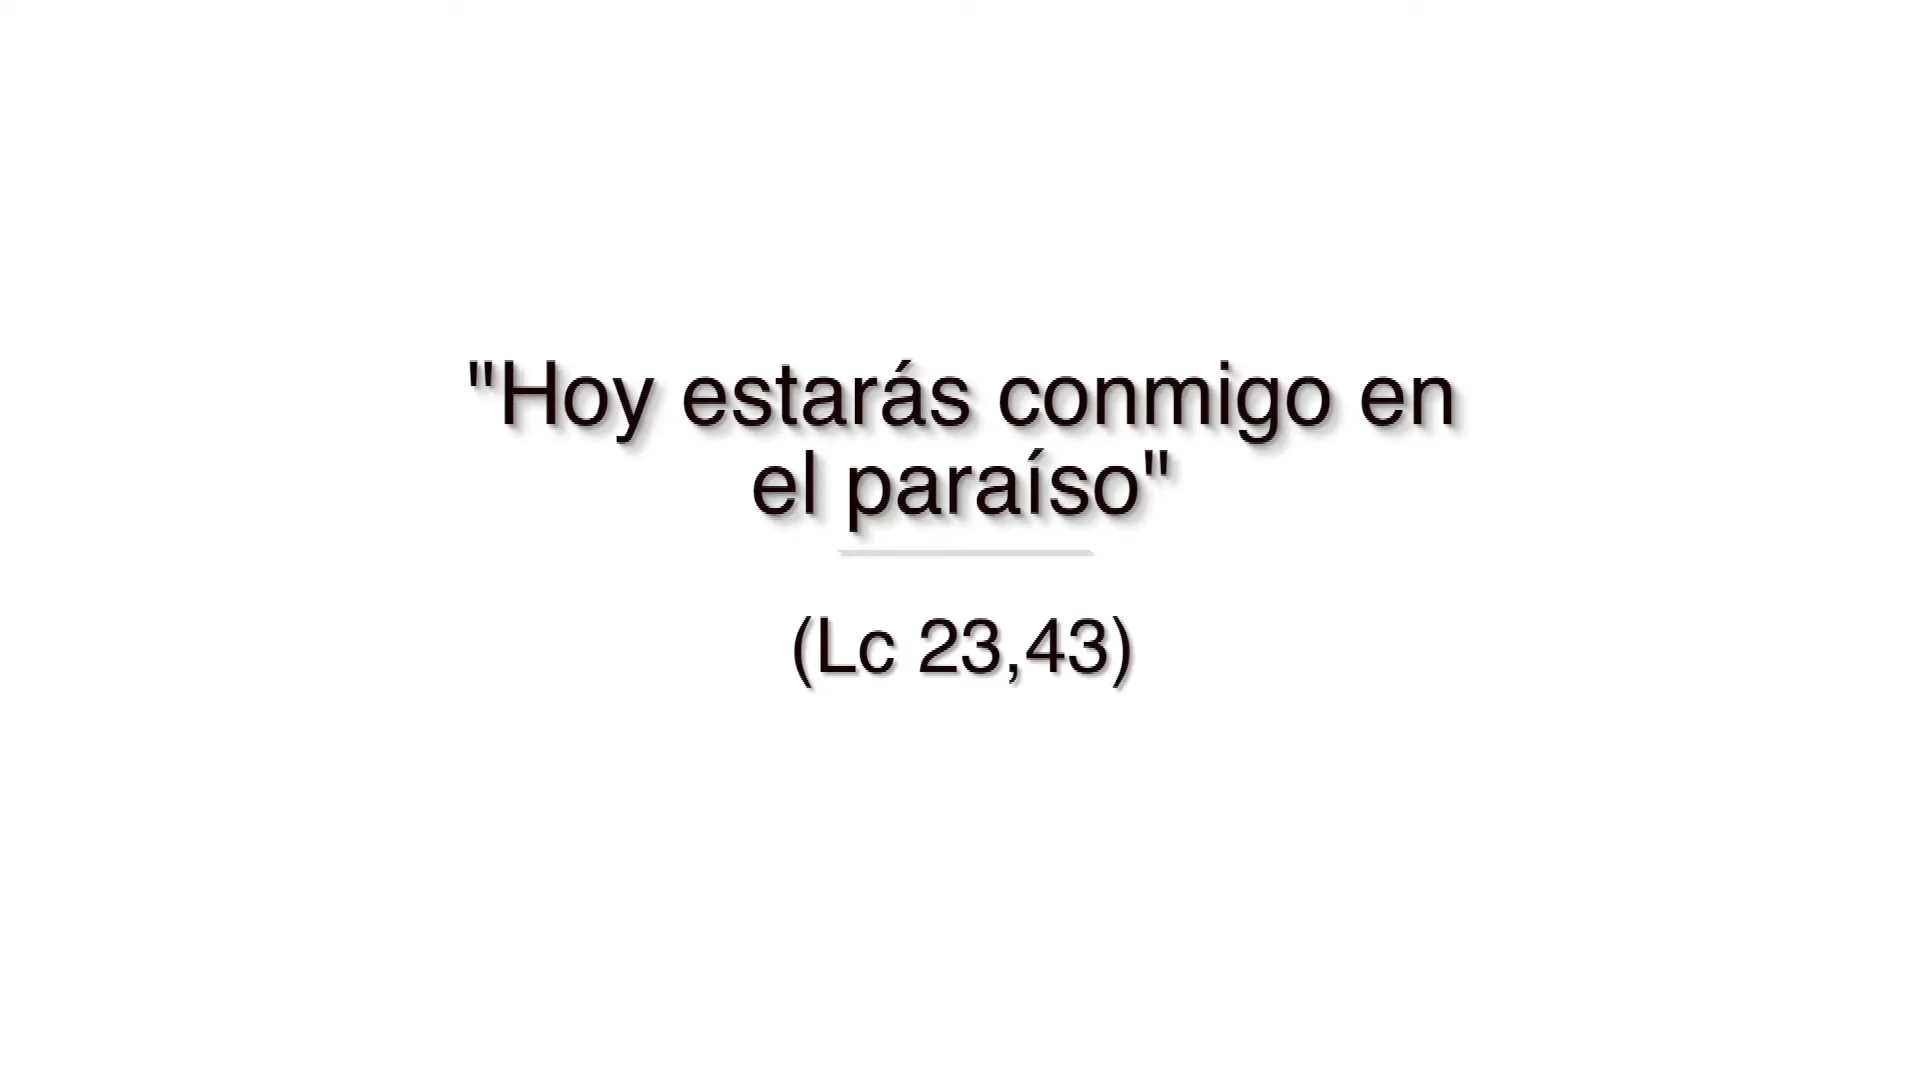 "Hoy estarás conmigo en
el paraíso"
(Lc 23,43)